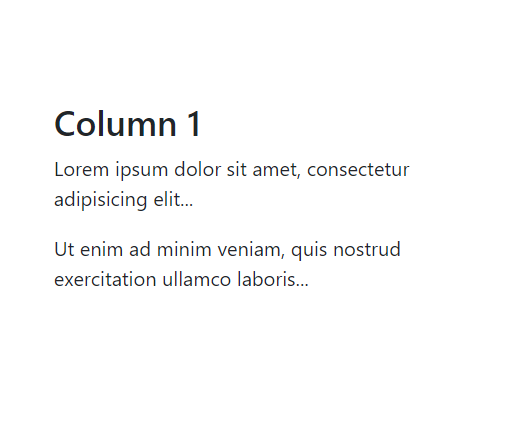 Column 1
Lorem ipsum dolor sit amet, consectetur
adipisicing elit...
Ut enim ad minim veniam, quis nostrud
exercitation ullamco laboris...